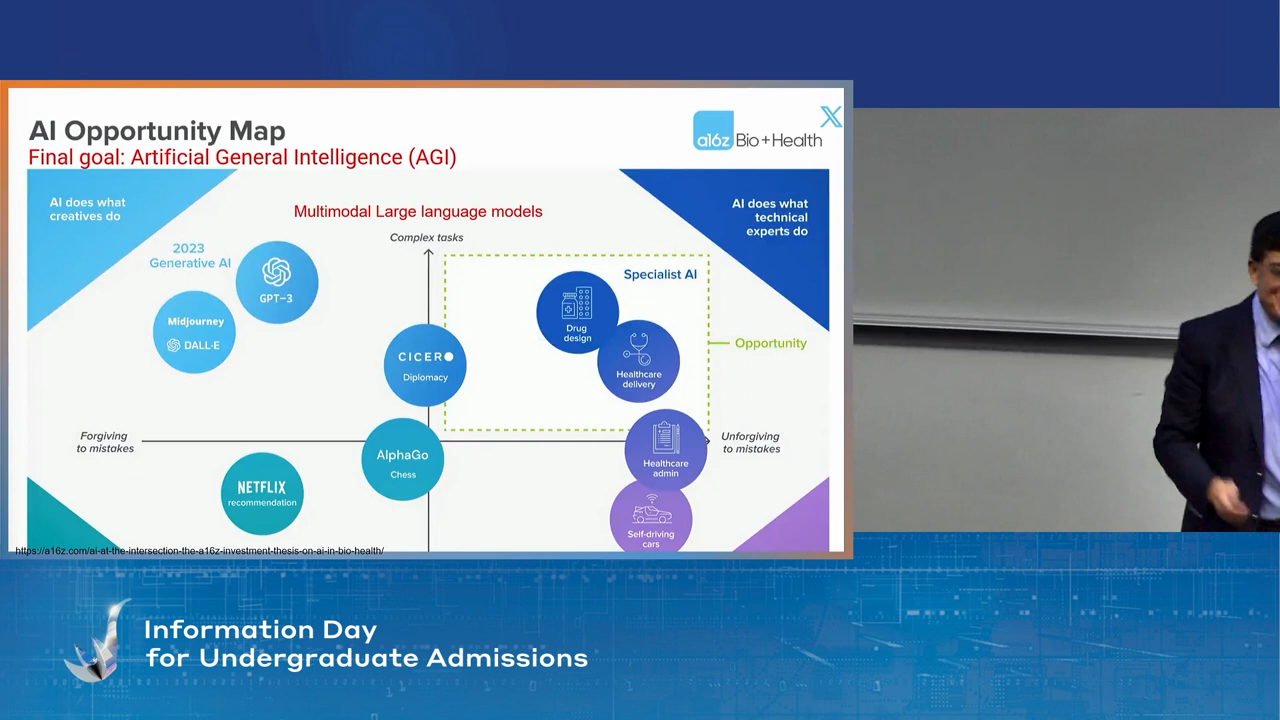 AI Opportunity Map
Final goal: Artificial General Intelligence (AGI)
a16z Bio+Health
X
AI does what
creatives do
Multimodal Large language models
AI does what
technical
experts do
Complex tasks
2023
Generative AI
GPT-3
Midjourney
DALL·E
Specialist AI
Drug
design
CICERO
Diplomacy
Opportunity
Healthcare
delivery
Forgiving
to mistakes
Unforgiving
to mistakes
AlphaGo
Chess
Healthcare
admin
NETFLIX
recommendation
Self-driving
cars
https://a16z.com/ai-at-the-intersection-the-a16z-investment-thesis-on-ai-in-bio-health/
Information Day
for Undergraduate Admissions